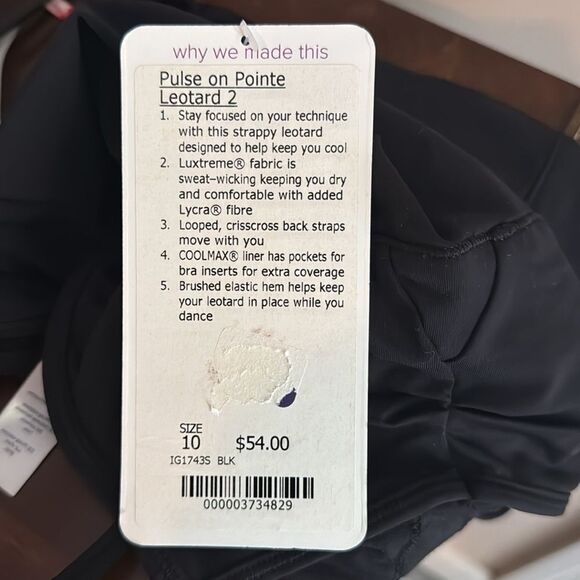 why we made this
Pulse on Pointe
Leotard 2
1. Stay focused on your technique
with this strappy leotard
designed to help keep you cool
2. Luxtreme® fabric is
sweat-wicking keeping you dry
and comfortable with added
Lycra® fibre
3. Looped, crisscross back straps
move with you
4. COOLMAX® liner has pockets for
bra inserts for extra coverage
5. Brushed elastic hem helps keep
your leotard in place while you
dance
SIZE
10 $54.00
IG1743S BLK
000003734829